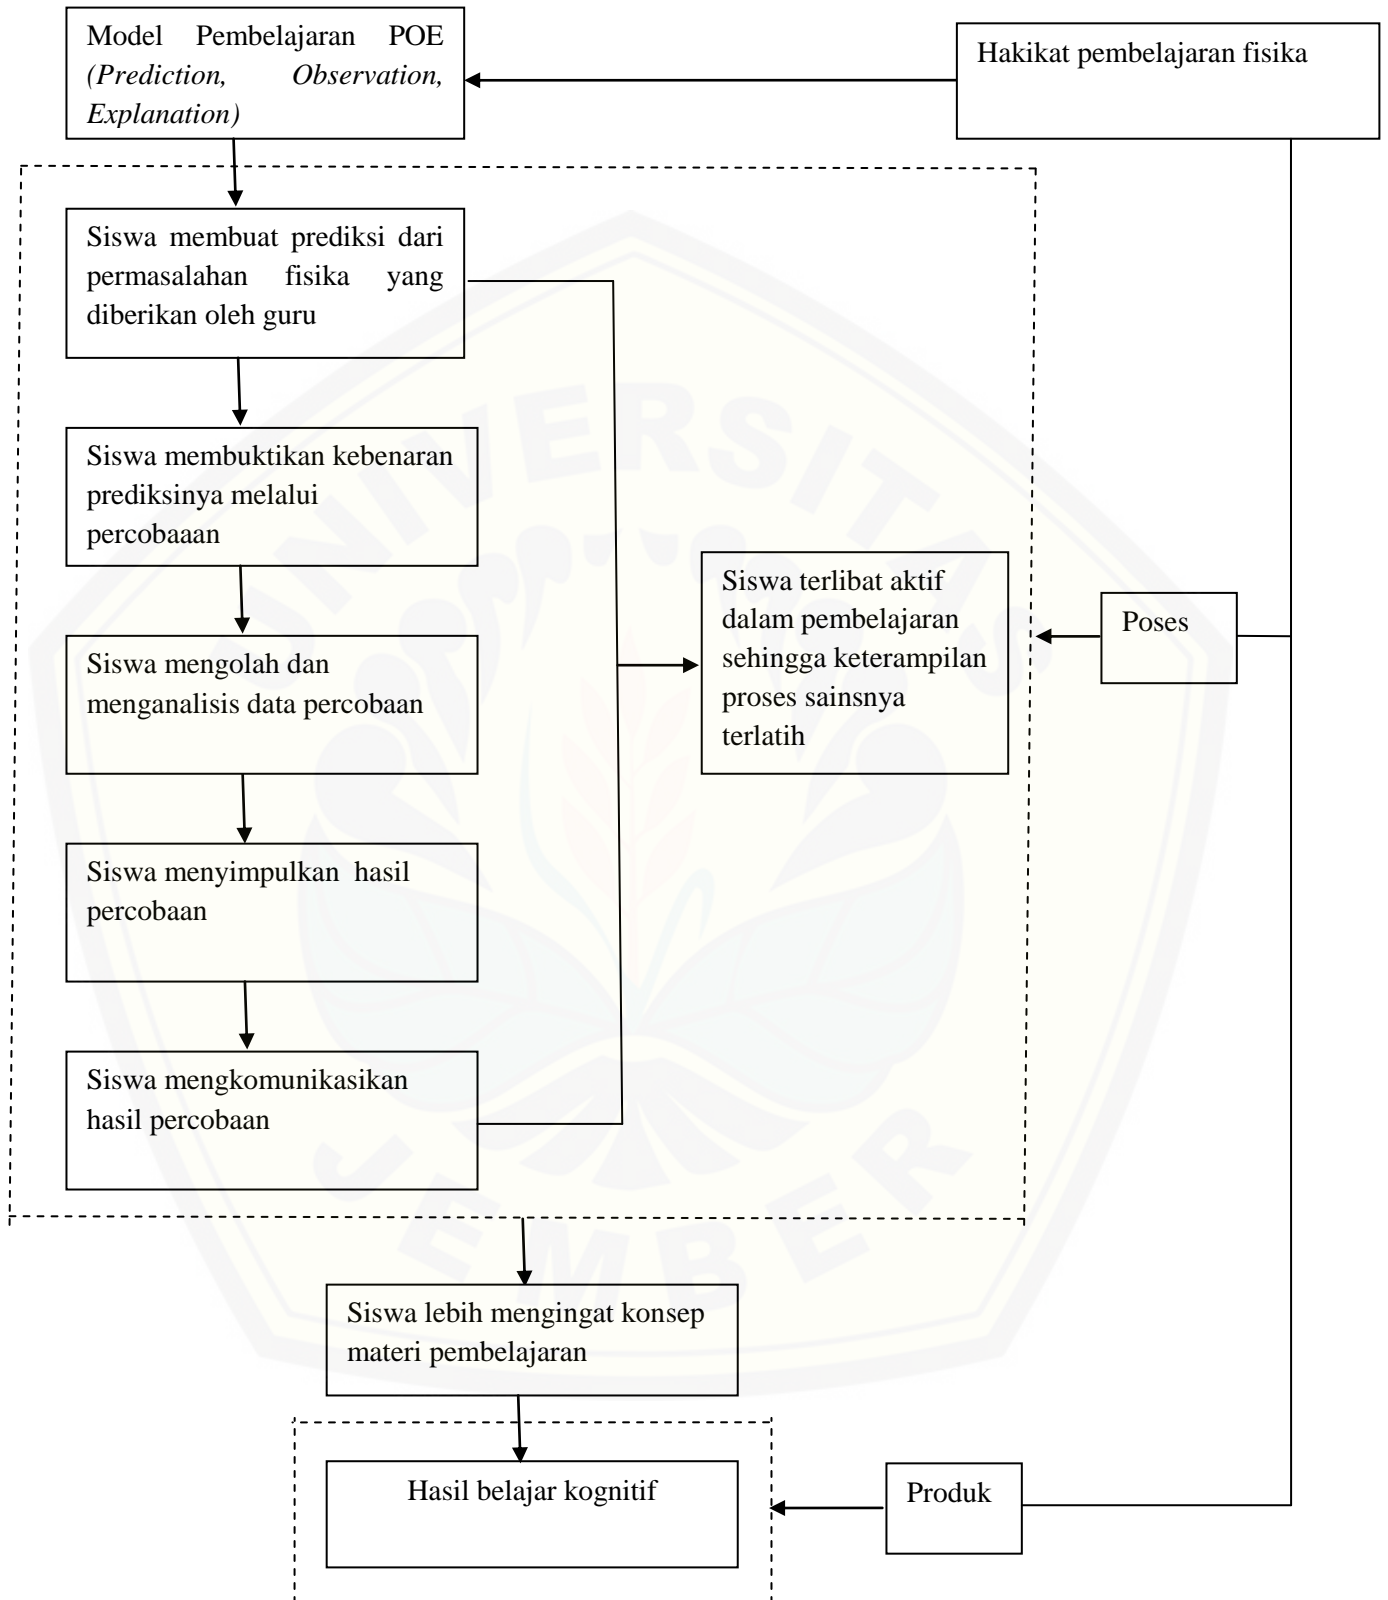 Model Pembelajaran POE
(Prediction, Observation,
Explanation)
Hakikat pembelajaran fisika
Siswa membuat prediksi dari
permasalahan fisika yang
diberikan oleh guru
Siswa membuktikan kebenaran
prediksinya melalui
percobaaan
Siswa terlibat aktif
dalam pembelajaran
sehingga keterampilan
proses sainsnya
terlatih
Poses
Siswa mengolah dan
menganalisis data percobaan
Siswa menyimpulkan hasil
percobaan
Siswa mengkomunikasikan
hasil percobaan
Siswa lebih mengingat konsep
materi pembelajaran
Hasil belajar kognitif
Produk
UNIVERSITAS
JEMBER